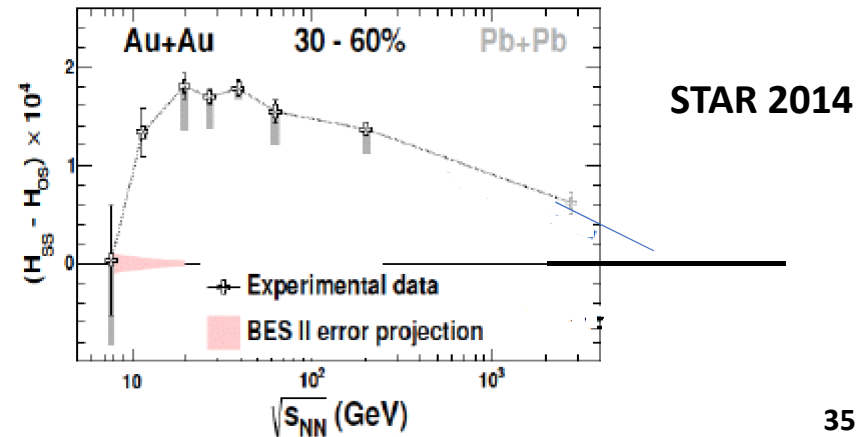 Au+Au 30 - 60% Pb+Pb
STAR 2014
(H_SS - H_OS) × 10^4
2
1
0
Experimental data
BES II error projection
10 10^2 10^3
√s_NN (GeV)
35